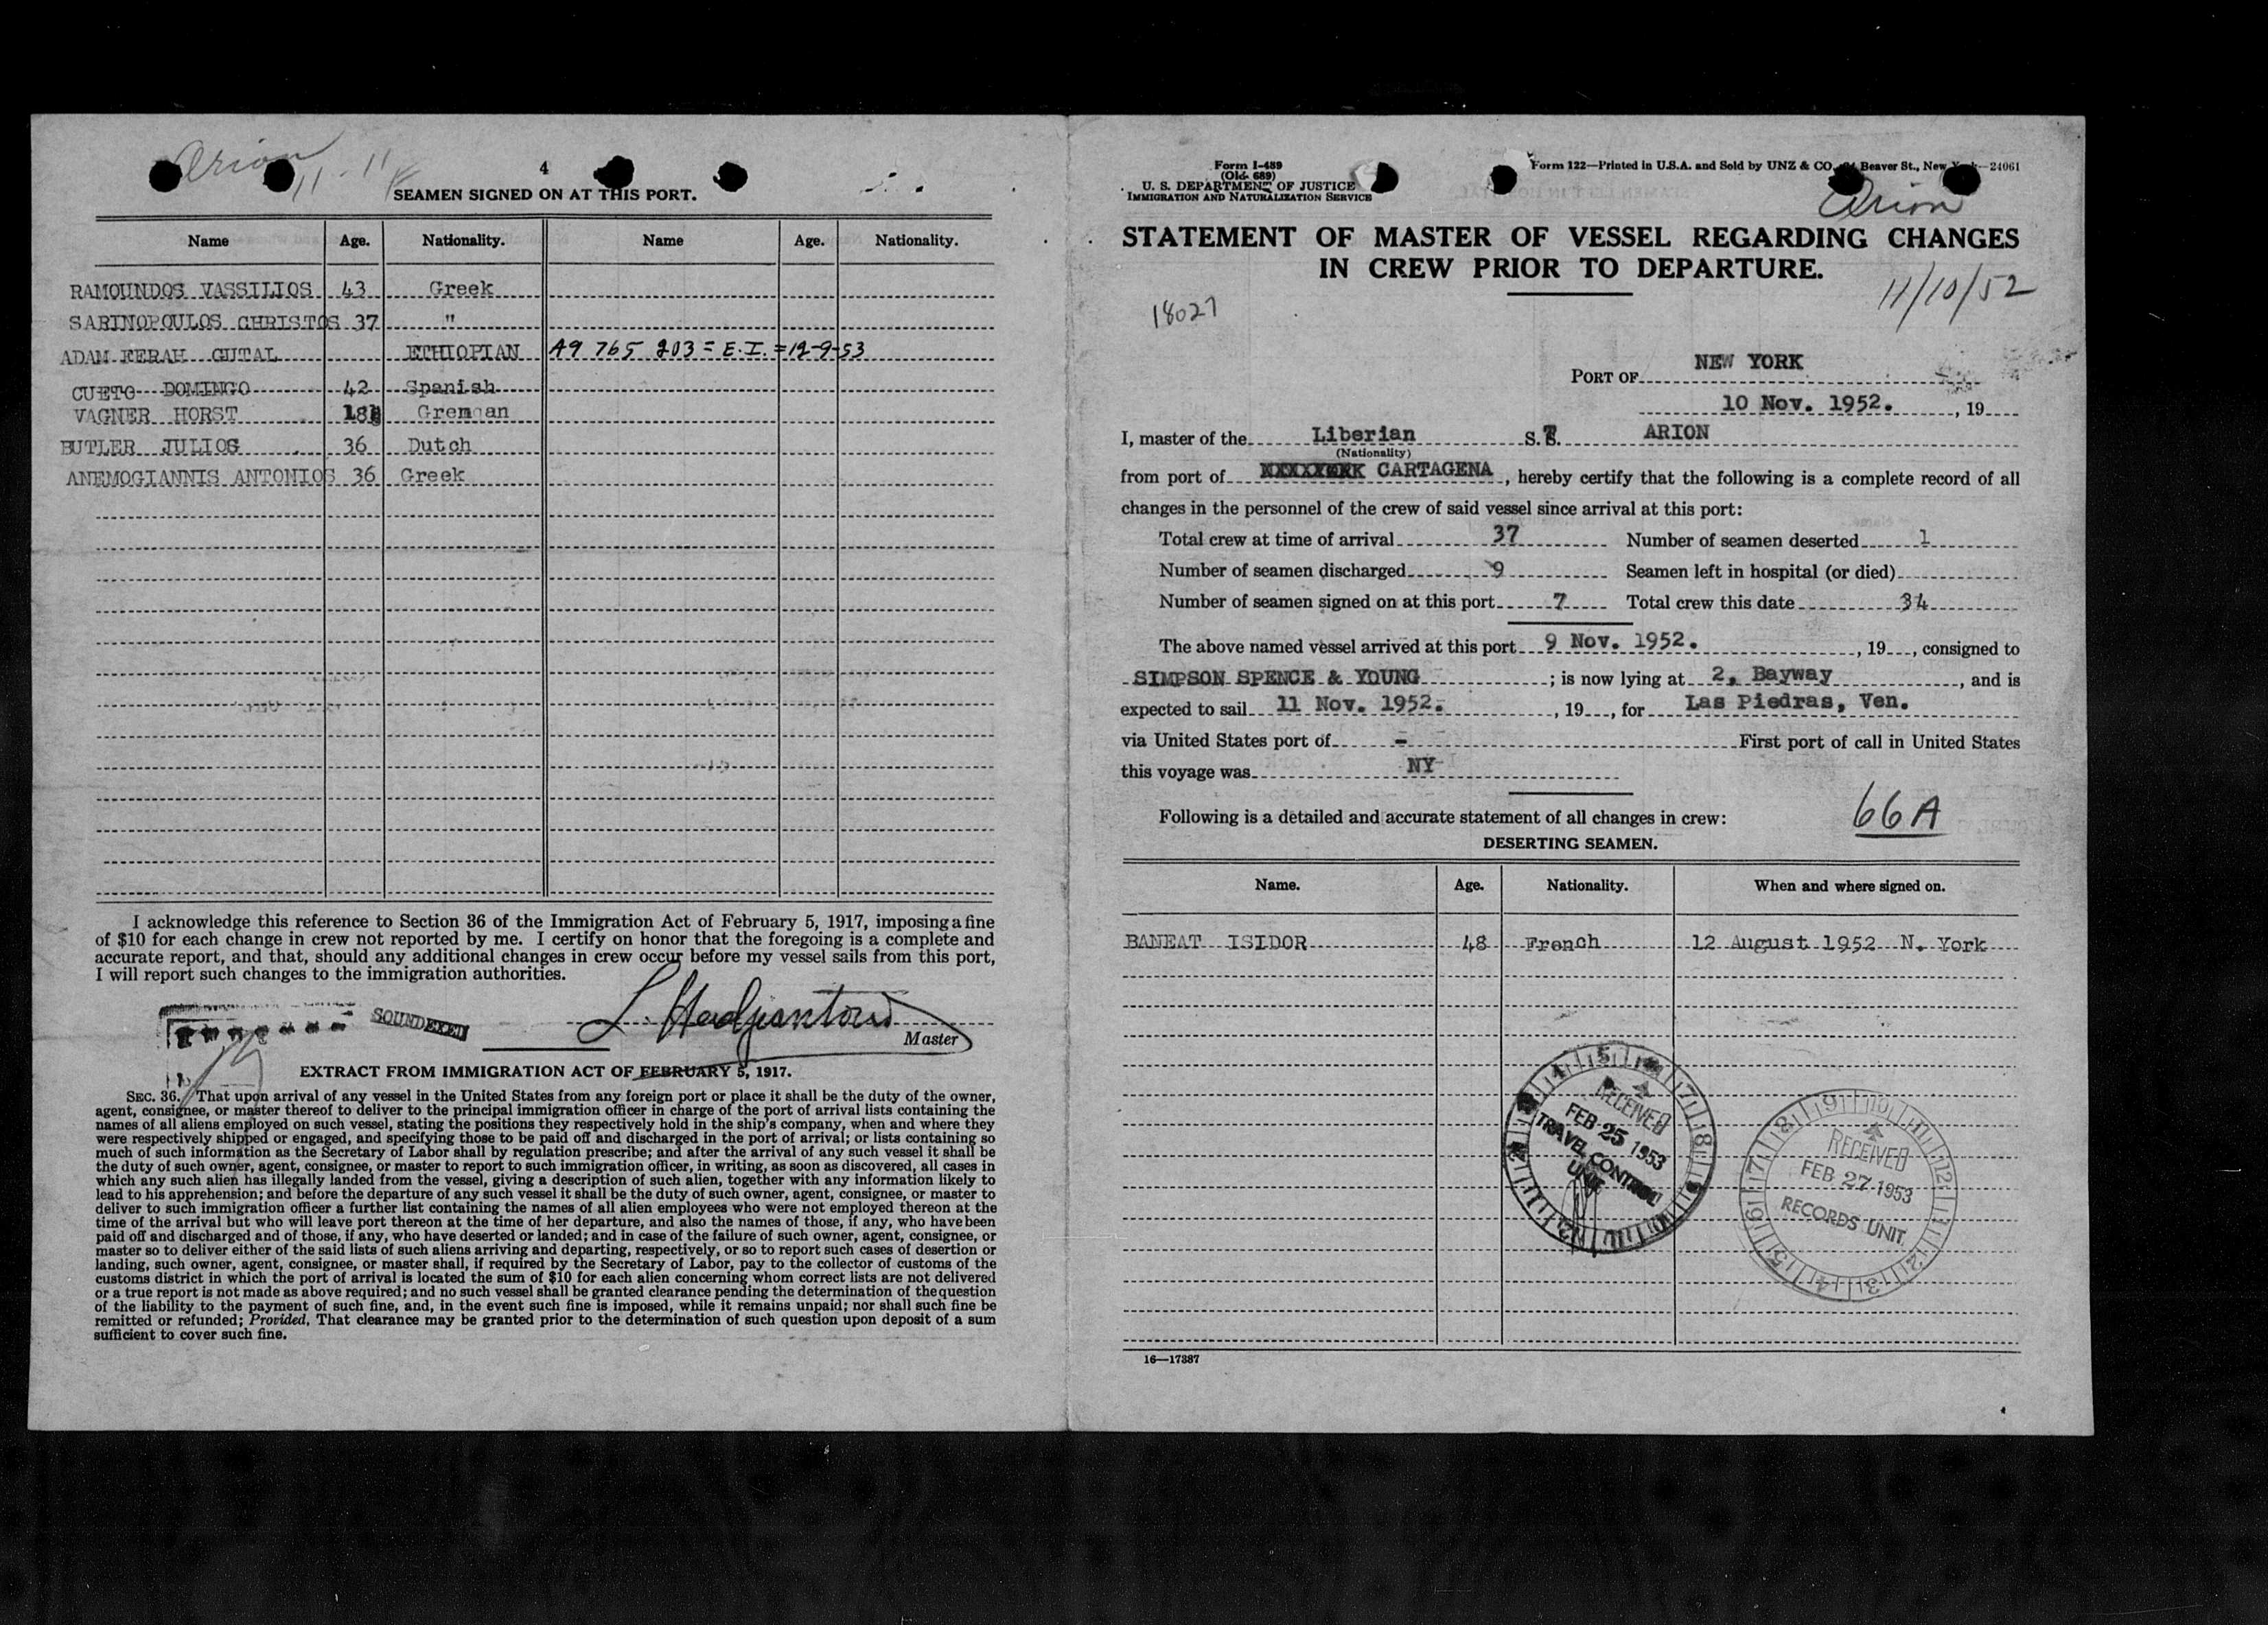 Arion
11-11
4
SEAMEN SIGNED ON AT THIS PORT.
Name Age. Nationality. Name Age. Nationality.
RAMOUNDOS VASSILIOS 43 Greek
SARINOPOULOS CHRISTOS 37 "
ADAM FERAH GUTAL ETHIOPIAN A9 765 203 = E.I. = 12-9-53
CUETO DOMINGO 42 Spanish
VAGNER HORST 18 Greman
BUTLER JULIOS 36 Dutch
ANEMOGIANNIS ANTONIOS 36 Greek
I acknowledge this reference to Section 36 of the Immigration Act of February 5, 1917, imposing a fine
of $10 for each change in crew not reported by me. I certify on honor that the foregoing is a complete and
accurate report, and that, should any additional changes in crew occur before my vessel sails from this port,
I will report such changes to the immigration authorities.
SOUNDEXED
Master
EXTRACT FROM IMMIGRATION ACT OF FEBRUARY 5, 1917.
SEC. 36. That upon arrival of any vessel in the United States from any foreign port or place it shall be the duty of the owner,
agent, consignee, or master thereof to deliver to the principal immigration officer in charge of the port of arrival lists containing the
names of all aliens employed on such vessel, stating the positions they respectively hold in the ship's company, when and where they
were respectively shipped or engaged, and specifying those to be paid off and discharged in the port of arrival; or lists containing so
much of such information as the Secretary of Labor shall by regulation prescribe; and after the arrival of any such vessel it shall be
the duty of such owner, agent, consignee, or master to report to such immigration officer, in writing, as soon as discovered, all cases in
which any such alien has illegally landed from the vessel, giving a description of such alien, together with any information likely to
lead to his apprehension; and before the departure of any such vessel it shall be the duty of such owner, agent, consignee, or master to
deliver to such immigration officer a further list containing the names of all alien employees who were not employed thereon at the
time of the arrival but who will leave port thereon at the time of her departure, and also the names of those, if any, who have been
paid off and discharged and of those, if any, who have deserted or landed; and in case of the failure of such owner, agent, consignee, or
master so to deliver either of the said lists of such aliens arriving and departing, respectively, or so to report such cases of desertion or
landing, such owner, agent, consignee, or master shall, if required by the Secretary of Labor, pay to the collector of customs of the
customs district in which the port of arrival is located the sum of $10 for each alien concerning whom correct lists are not delivered
or a true report is not made as above required; and no such vessel shall be granted clearance pending the determination of the question
of the liability to the payment of such fine, and, in the event such fine is imposed, while it remains unpaid; nor shall such fine be
remitted or refunded; Provided, That clearance may be granted prior to the determination of such question upon deposit of a sum
sufficient to cover such fine.
Form I-489
(Old 689)
U. S. DEPARTMENT OF JUSTICE
IMMIGRATION AND NATURALIZATION SERVICE
Form 122—Printed in U.S.A. and Sold by UNZ & CO. Beaver St., New York—24061
Arion
STATEMENT OF MASTER OF VESSEL REGARDING CHANGES
IN CREW PRIOR TO DEPARTURE.
11/10/52
18027
PORT OF NEW YORK
10 Nov. 1952. , 19
I, master of the Liberian S.T. ARION
(Nationality)
from port of CARTAGENA , hereby certify that the following is a complete record of all
changes in the personnel of the crew of said vessel since arrival at this port:
Total crew at time of arrival 37 Number of seamen deserted 1
Number of seamen discharged 9 Seamen left in hospital (or died)
Number of seamen signed on at this port 7 Total crew this date 34
The above named vessel arrived at this port 9 Nov. 1952. , 19 , consigned to
SIMPSON SPENCE & YOUNG ; is now lying at 2, Bayway , and is
expected to sail 11 Nov. 1952. , 19 , for Las Piedras, Ven.
via United States port of - First port of call in United States
this voyage was NY
Following is a detailed and accurate statement of all changes in crew:
66A
DESERTING SEAMEN.
Name. Age. Nationality. When and where signed on.
BANEAT ISIDOR 48 French 12 August 1952 N. York
RECEIVED
FEB 25 1953
TRAVEL CONTROL
UNIT
RECEIVED
FEB 27 1953
RECORDS UNIT.
16—17387